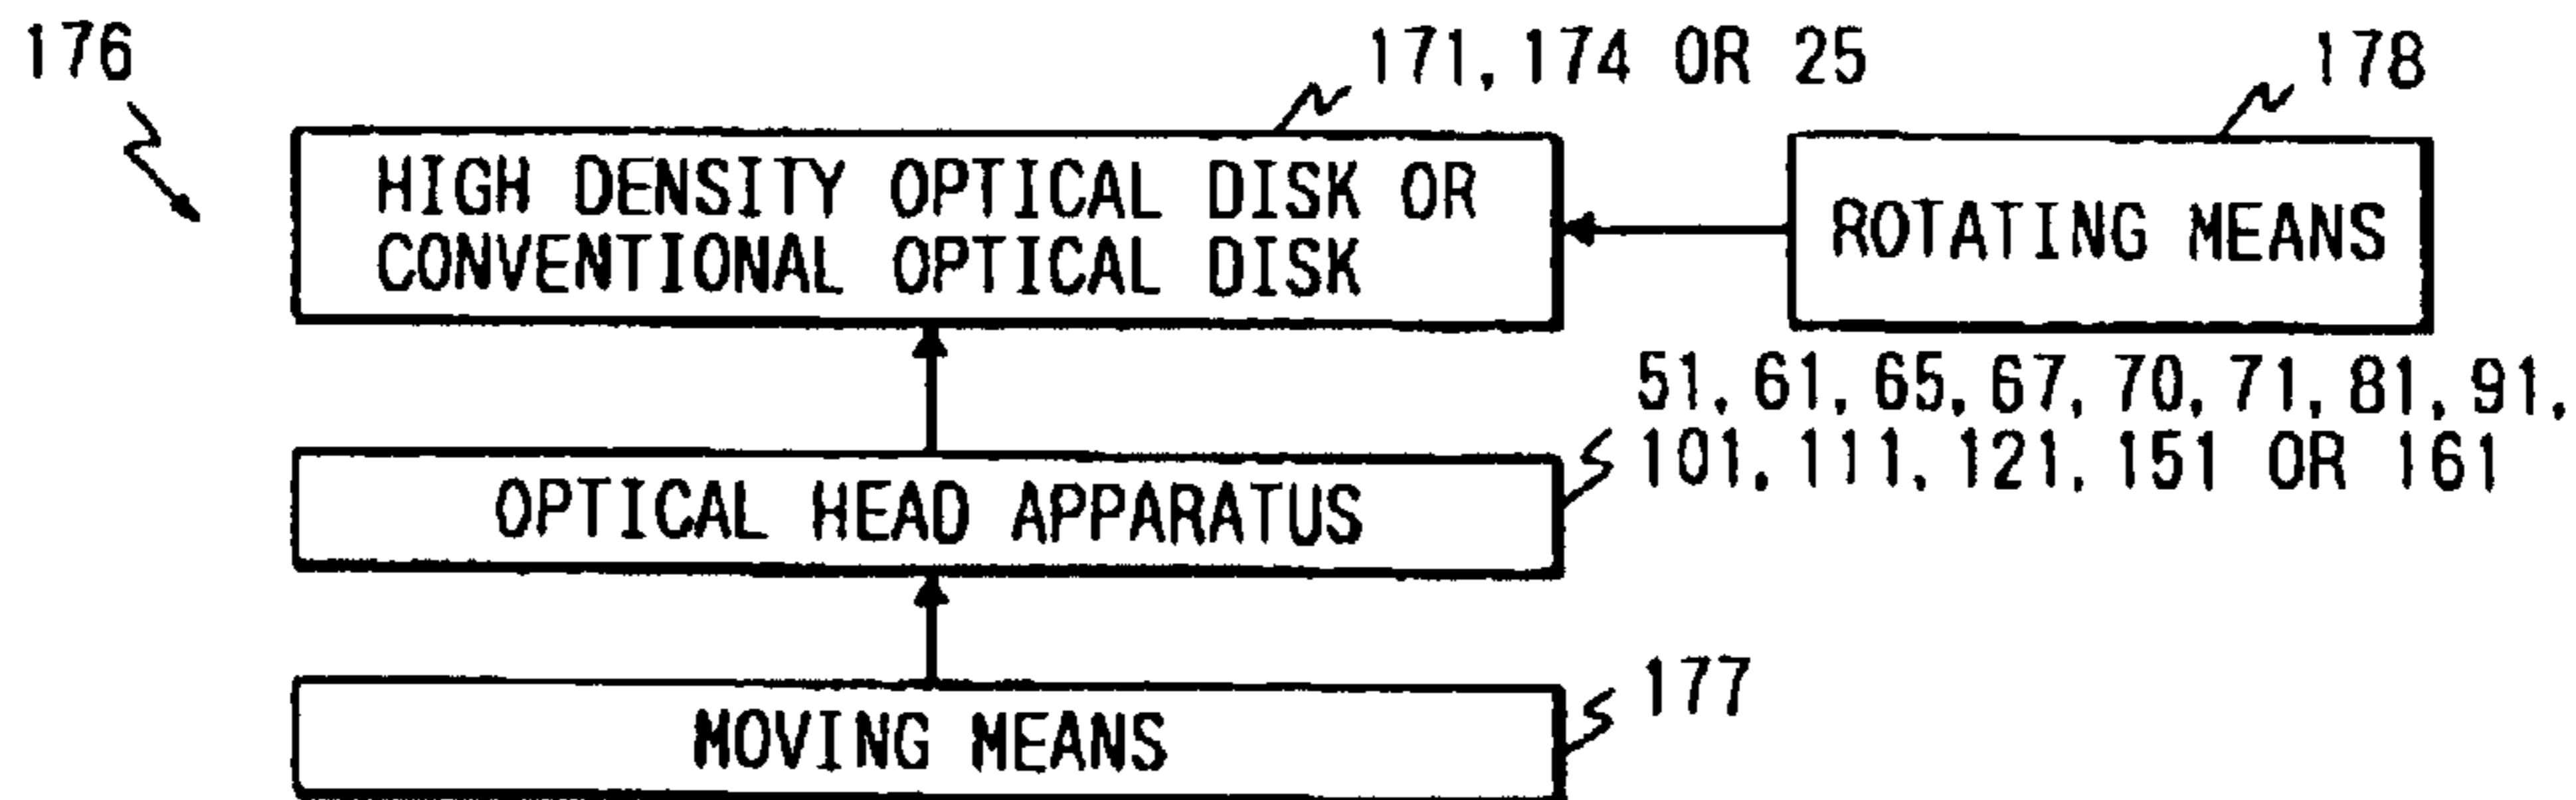 176
171, 174 OR 25
178
HIGH DENSITY OPTICAL DISK OR
CONVENTIONAL OPTICAL DISK
ROTATING MEANS
51, 61, 65, 67, 70, 71, 81, 91,
101, 111, 121, 151 OR 161
OPTICAL HEAD APPARATUS
177
MOVING MEANS